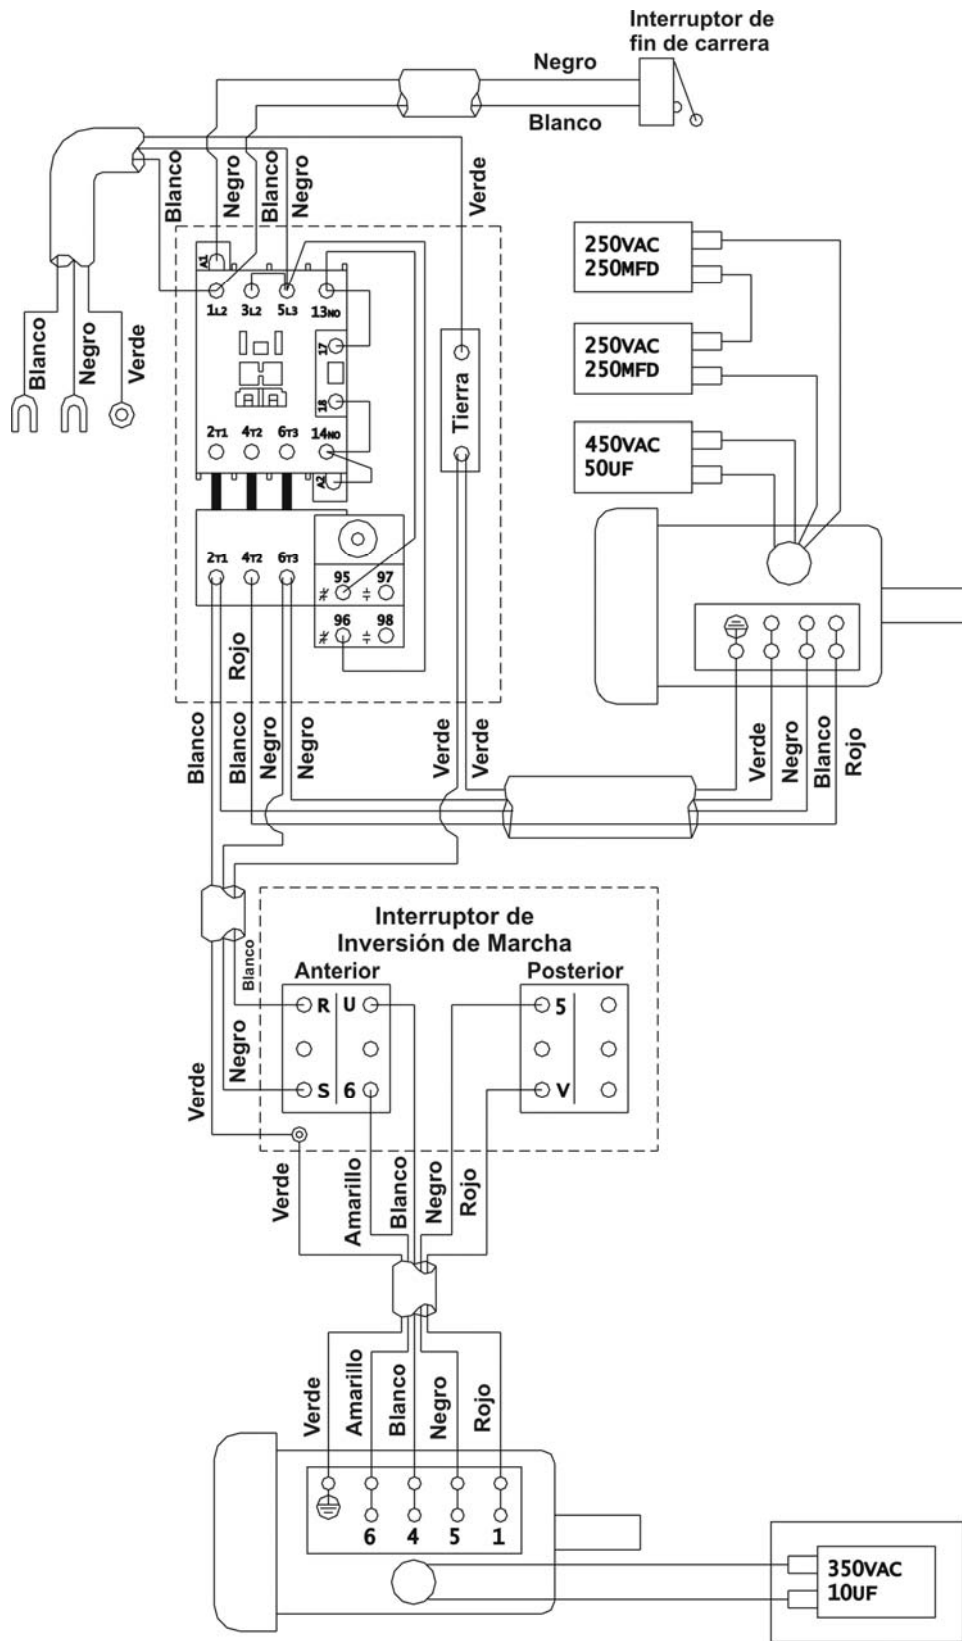 Interruptor de
fin de carrera
Negro
Blanco
Blanco
Negro
Blanco
Negro
Verde
Blanco
Negro
Verde
A1
1L2 3L2 5L3 13NO
17
18
2T1 4T2 6T3 14NO
A2
2T1 4T2 6T3
95 97
96 98
Tierra
Rojo
250VAC
250MFD
250VAC
250MFD
450VAC
50UF
Blanco
Blanco
Negro
Negro
Verde
Verde
Verde
Negro
Blanco
Rojo
Interruptor de
Inversión de Marcha
Anterior
Posterior
R U
S 6
5
V
Blanco
Negro
Verde
Verde
Amarillo
Blanco
Negro
Rojo
Verde
Amarillo
Blanco
Negro
Rojo
6 4 5 1
350VAC
10UF